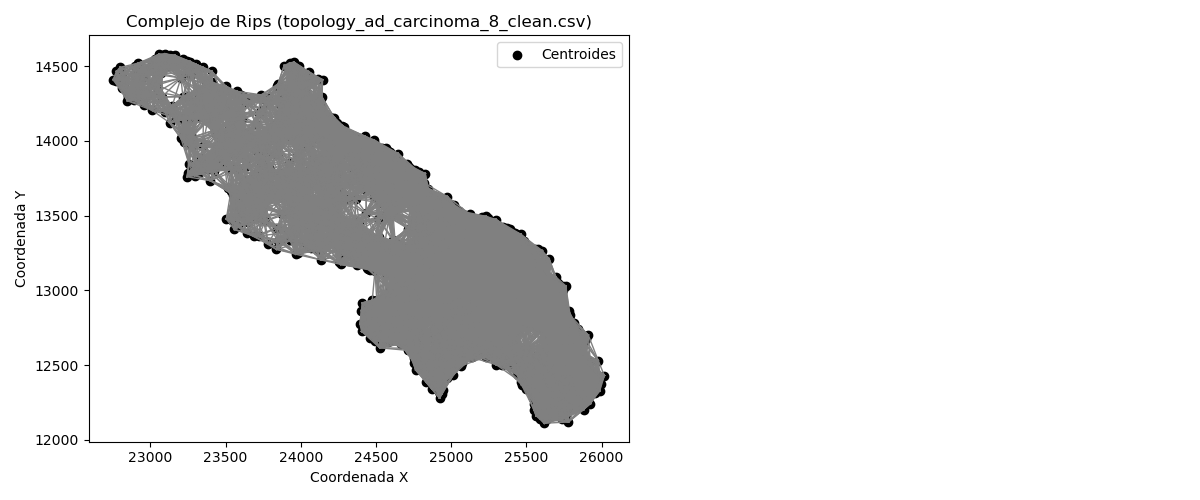 Complejo de Rips (topology_ad_carcinoma_8_clean.csv)
Centroides
14500
14000
13500
13000
12500
12000
Coordenada Y
23000 23500 24000 24500 25000 25500 26000
Coordenada X